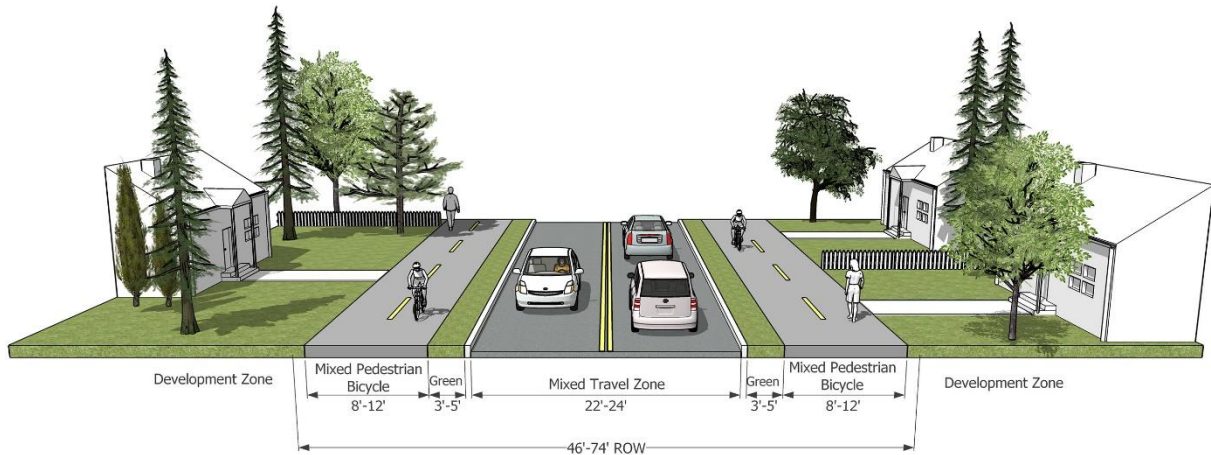 Development Zone
Mixed Pedestrian
Bicycle
8'-12'
Green
3'-5'
Mixed Travel Zone
22'-24'
Green
3'-5'
Mixed Pedestrian
Bicycle
8'-12'
Development Zone
46'-74' ROW